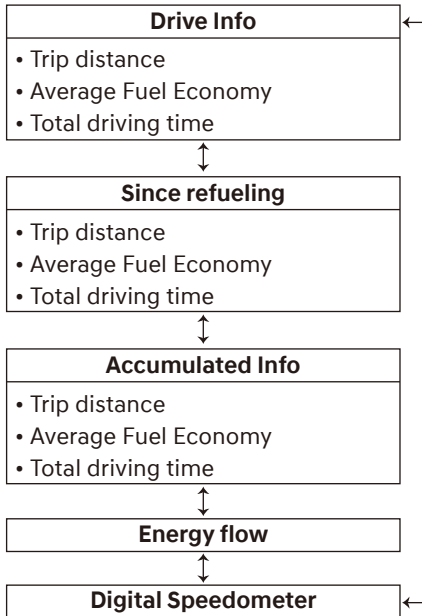 Drive Info
• Trip distance
• Average Fuel Economy
• Total driving time
Since refueling
• Trip distance
• Average Fuel Economy
• Total driving time
Accumulated Info
• Trip distance
• Average Fuel Economy
• Total driving time
Energy flow
Digital Speedometer